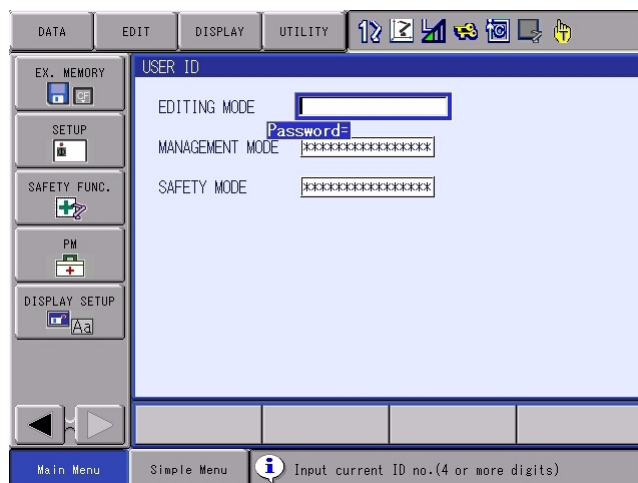 DATA EDIT DISPLAY UTILITY
EX. MEMORY
CF
SETUP
SAFETY FUNC.
PM
DISPLAY SETUP
Aa
USER ID
EDITING MODE
Password=
MANAGEMENT MODE ****************
SAFETY MODE ****************
Main Menu Simple Menu Input current ID no.(4 or more digits)